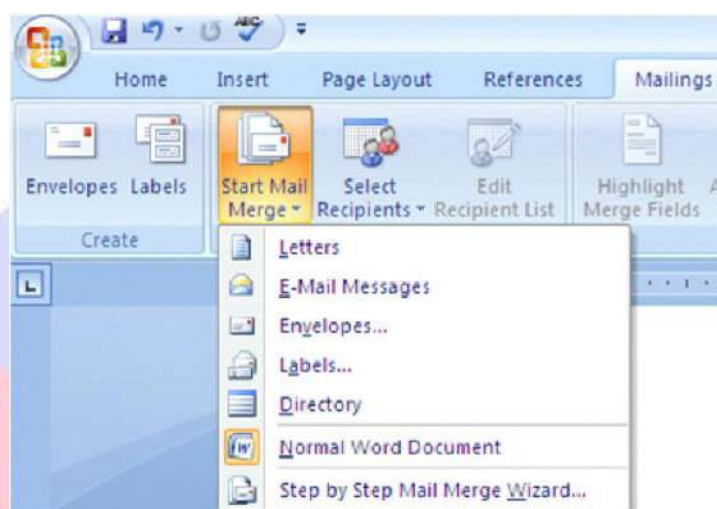 ABC
Home Insert Page Layout References Mailings
Envelopes Labels Start Mail Merge Select Recipients Edit Recipient List Highlight Merge Fields
Create
L
Letters
E-Mail Messages
Envelopes...
Labels...
Directory
Normal Word Document
Step by Step Mail Merge Wizard...